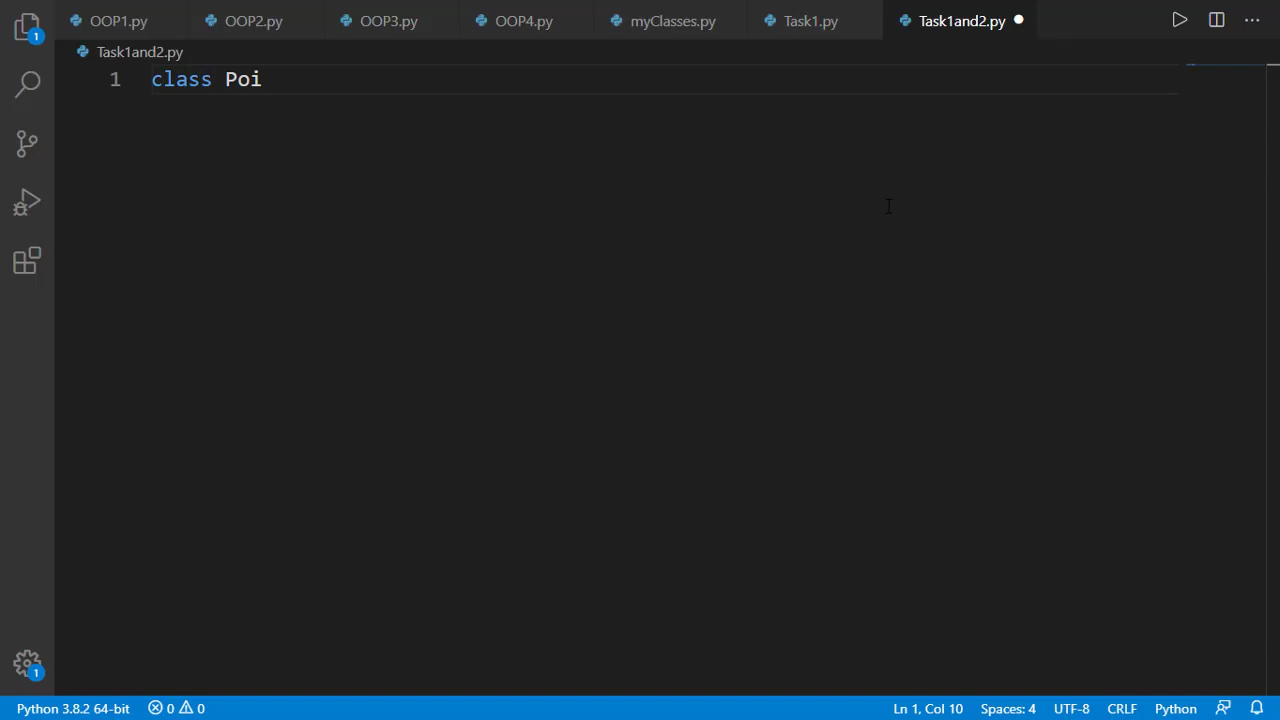 OOP1.py OOP2.py OOP3.py OOP4.py myClasses.py Task1.py Task1and2.py
1
Task1and2.py
1 class Poi
1
Python 3.8.2 64-bit 0 0 Ln 1, Col 10 Spaces: 4 UTF-8 CRLF Python